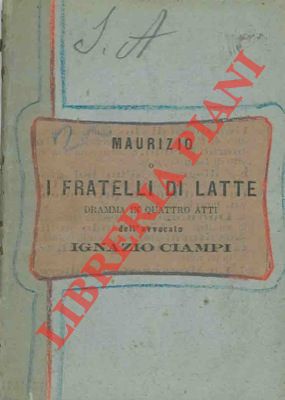 S. A
MAURIZIO
o
I FRATELLI DI LATTE
DRAMMA IN QUATTRO ATTI
dell'avvocato
IGNAZIO CIAMPI
LIBRERIA PIANI